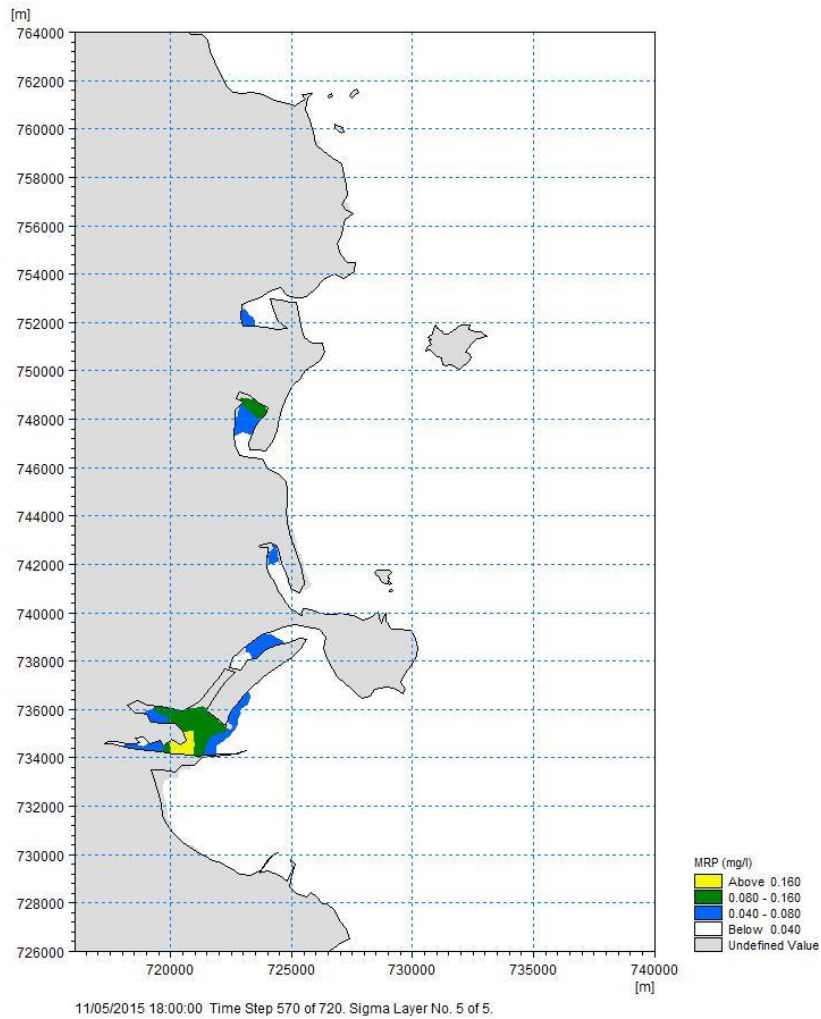 [m]
764000
762000
760000
758000
756000
754000
752000
750000
748000
746000
744000
742000
740000
738000
736000
734000
732000
730000
728000
726000
720000 725000 730000 735000 740000
[m]
MRP (mg/l)
Above 0.160
0.080 - 0.160
0.040 - 0.080
Below 0.040
Undefined Value
11/05/2015 18:00:00 Time Step 570 of 720. Sigma Layer No. 5 of 5.